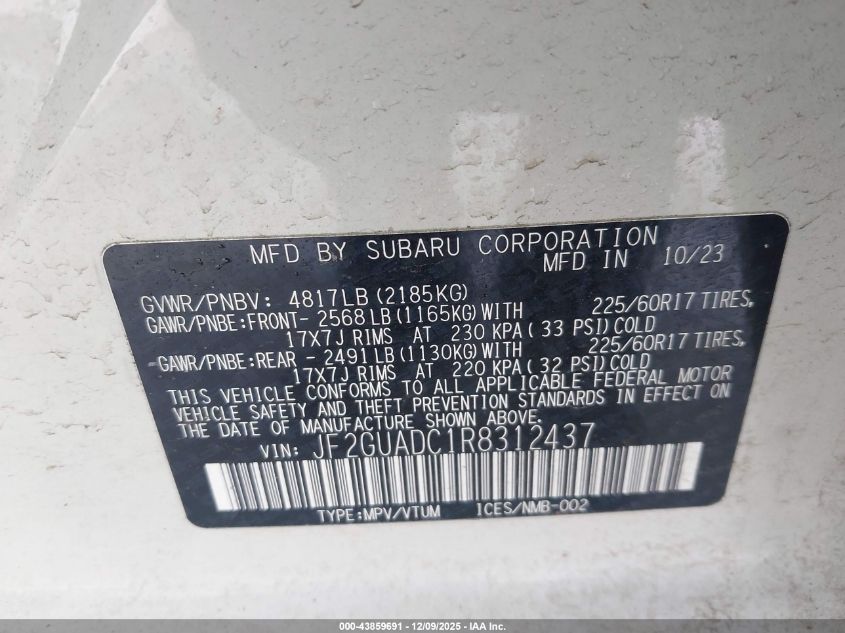 MFD BY SUBARU CORPORATION
MFD IN 10/23
GVWR/PNBV: 4817LB (2185KG)
GAWR/PNBE:FRONT- 2568LB (1165KG) WITH 225/60R17 TIRES,
17X7J RIMS AT 230 KPA (33 PSI) COLD
GAWR/PNBE:REAR - 2491LB (1130KG) WITH 225/60R17 TIRES,
17X7J RIMS AT 220 KPA (32 PSI) COLD
THIS VEHICLE CONFORMS TO ALL APPLICABLE FEDERAL MOTOR
VEHICLE SAFETY AND THEFT PREVENTION STANDARDS IN EFFECT ON
THE DATE OF MANUFACTURE SHOWN ABOVE.
VIN: JF2GUADC1R8312437
TYPE:MPV/VTUM ICES/NMB-002
000-43859691 - 12/09/2025 - IAA Inc.